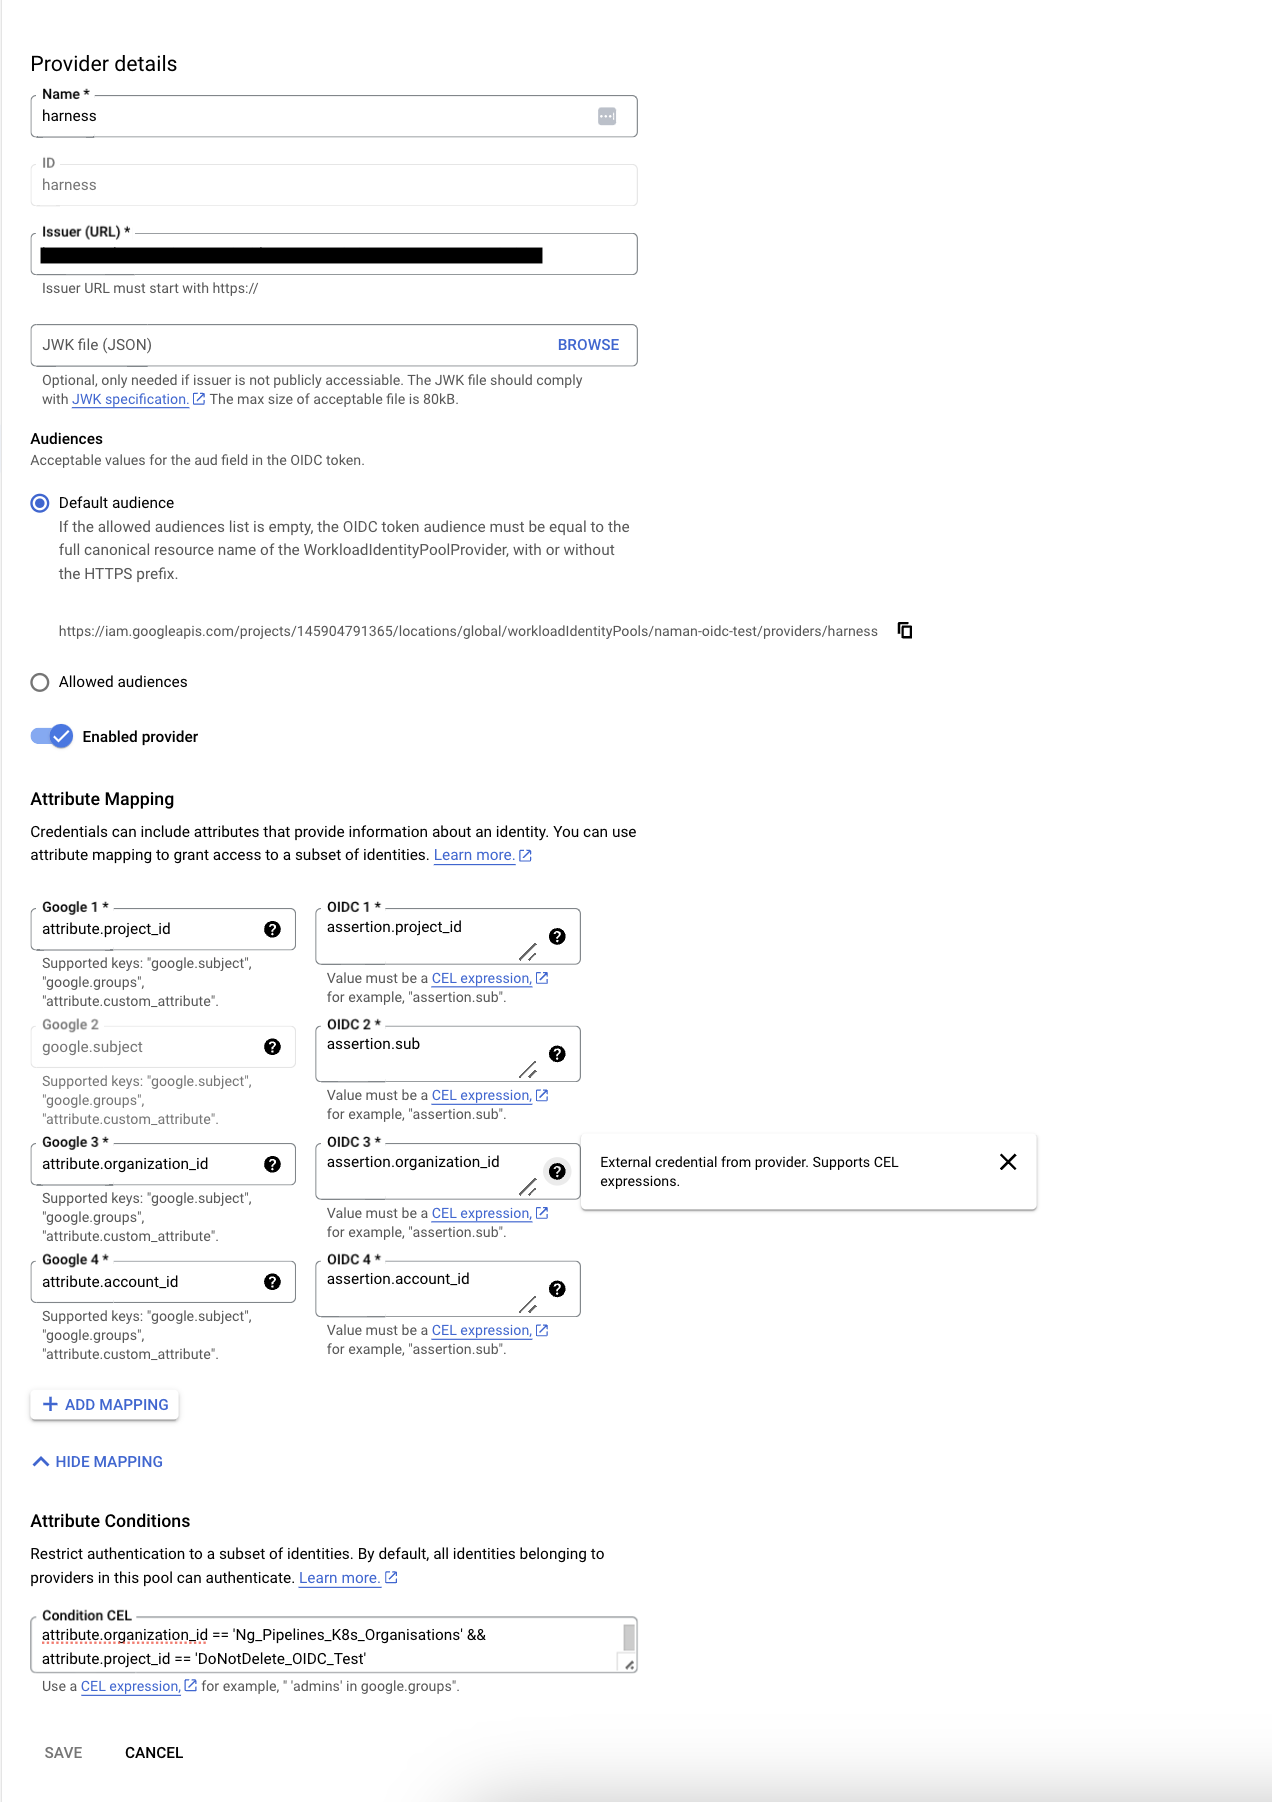 Provider details
Name *
harness
ID
harness
Issuer (URL) *
Issuer URL must start with https://
JWK file (JSON)
BROWSE
Optional, only needed if issuer is not publicly accessiable. The JWK file should comply
with JWK specification. The max size of acceptable file is 80kB.
Audiences
Acceptable values for the aud field in the OIDC token.
Default audience
If the allowed audiences list is empty, the OIDC token audience must be equal to the
full canonical resource name of the WorkloadIdentityPoolProvider, with or without
the HTTPS prefix.
https://iam.googleapis.com/projects/145904791365/locations/global/workloadIdentityPools/naman-oidc-test/providers/harness
Allowed audiences
Enabled provider
Attribute Mapping
Credentials can include attributes that provide information about an identity. You can use
attribute mapping to grant access to a subset of identities. Learn more.
Google 1 *
attribute.project_id
Supported keys: "google.subject",
"google.groups",
"attribute.custom_attribute".
OIDC 1 *
assertion.project_id
Value must be a CEL expression,
for example, "assertion.sub".
Google 2
google.subject
Supported keys: "google.subject",
"google.groups",
"attribute.custom_attribute".
OIDC 2 *
assertion.sub
Value must be a CEL expression,
for example, "assertion.sub".
Google 3 *
attribute.organization_id
Supported keys: "google.subject",
"google.groups",
"attribute.custom_attribute".
OIDC 3 *
assertion.organization_id
Value must be a CEL expression,
for example, "assertion.sub".
External credential from provider. Supports CEL
expressions.
Google 4 *
attribute.account_id
Supported keys: "google.subject",
"google.groups",
"attribute.custom_attribute".
OIDC 4 *
assertion.account_id
Value must be a CEL expression,
for example, "assertion.sub".
ADD MAPPING
HIDE MAPPING
Attribute Conditions
Restrict authentication to a subset of identities. By default, all identities belonging to
providers in this pool can authenticate. Learn more.
Condition CEL
attribute.organization_id == 'Ng_Pipelines_K8s_Organisations' &&
attribute.project_id == 'DoNotDelete_OIDC_Test'
Use a CEL expression, for example, " 'admins' in google.groups".
SAVE
CANCEL